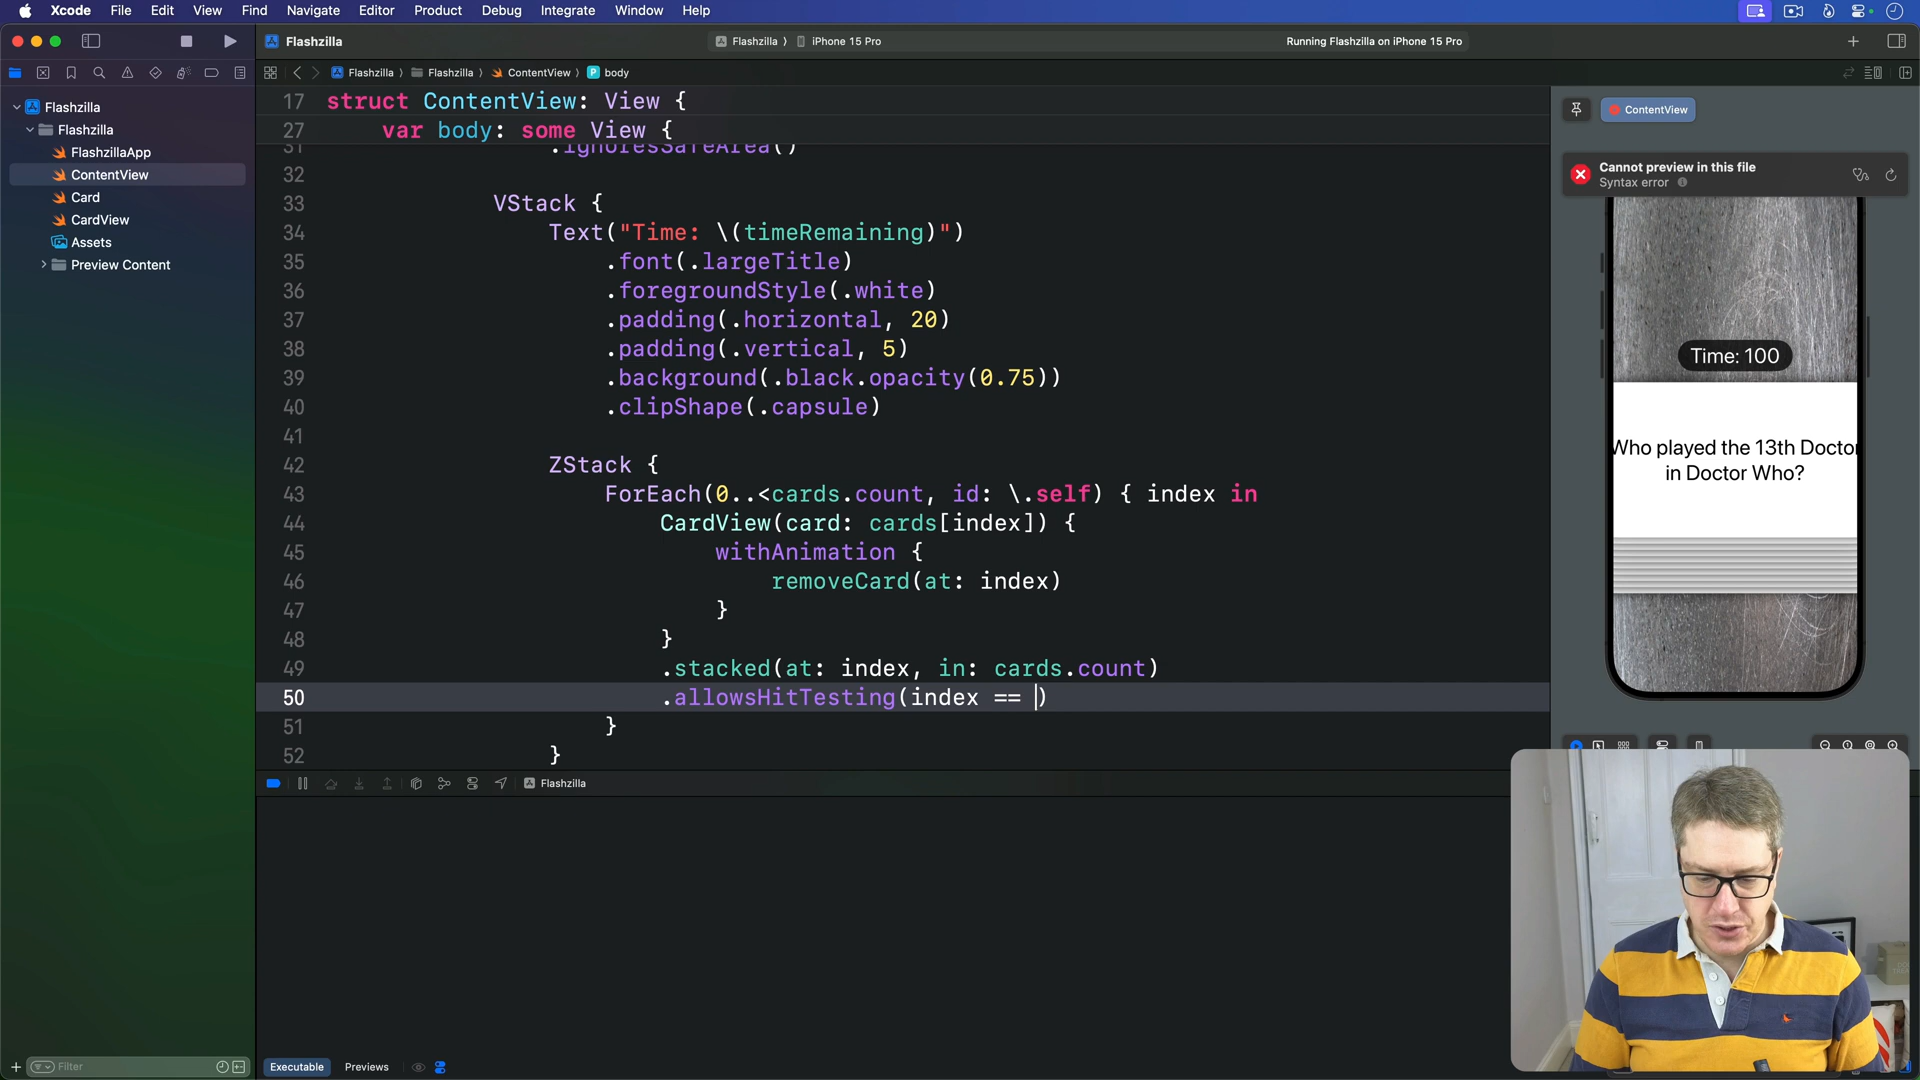 Xcode File Edit View Find Navigate Editor Product Debug Integrate Window Help
Flashzilla
Flashzilla 〉 iPhone 15 Pro
Running Flashzilla on iPhone 15 Pro
Flashzilla 〉 Flashzilla 〉 ContentView 〉 P body
Flashzilla
Flashzilla
FlashzillaApp
ContentView
Card
CardView
Assets
Preview Content
17 struct ContentView: View {
27 var body: some View {
31 .ignoresSafeArea()
32
33 VStack {
34 Text("Time: \(timeRemaining)")
35 .font(.largeTitle)
36 .foregroundStyle(.white)
37 .padding(.horizontal, 20)
38 .padding(.vertical, 5)
39 .background(.black.opacity(0.75))
40 .clipShape(.capsule)
41
42 ZStack {
43 ForEach(0..<cards.count, id: \.self) { index in
44 CardView(card: cards[index]) {
45 withAnimation {
46 removeCard(at: index)
47 }
48 }
49 .stacked(at: index, in: cards.count)
50 .allowsHitTesting(index == )
51 }
52 }
ContentView
Cannot preview in this file
Syntax error
Time: 100
Who played the 13th Doctor
in Doctor Who?
Flashzilla
Filter
Executable Previews